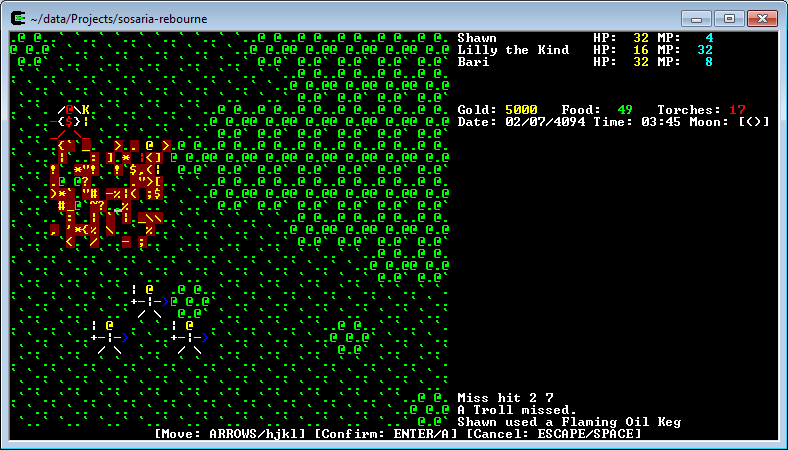 ~/data/Projects/sosaria-rebourne
Shawn HP: 32 MP: 4
Lilly the Kind HP: 16 MP: 32
Bari HP: 32 MP: 8
Gold: 5000 Food: 49 Torches: 17
Date: 02/07/4094 Time: 03:45 Moon: [<>]
Miss hit 2 7
A Troll missed.
Shawn used a Flaming Oil Keg
[Move: ARROWS/hjkl] [Confirm: ENTER/A] [Cancel: ESCAPE/SPACE]